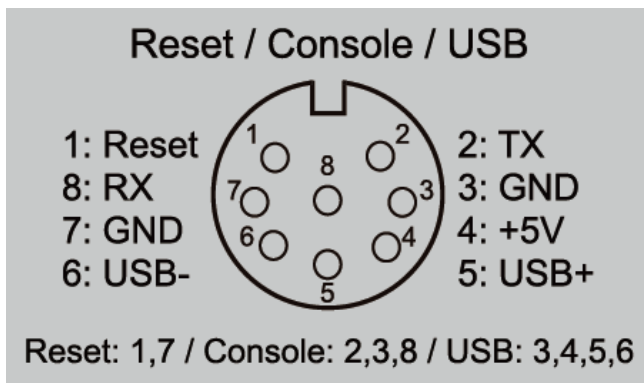 Reset / Console / USB
1: Reset
8: RX
7: GND
6: USB-
1
2
8
7
3
6
4
5
2: TX
3: GND
4: +5V
5: USB+
Reset: 1,7 / Console: 2,3,8 / USB: 3,4,5,6